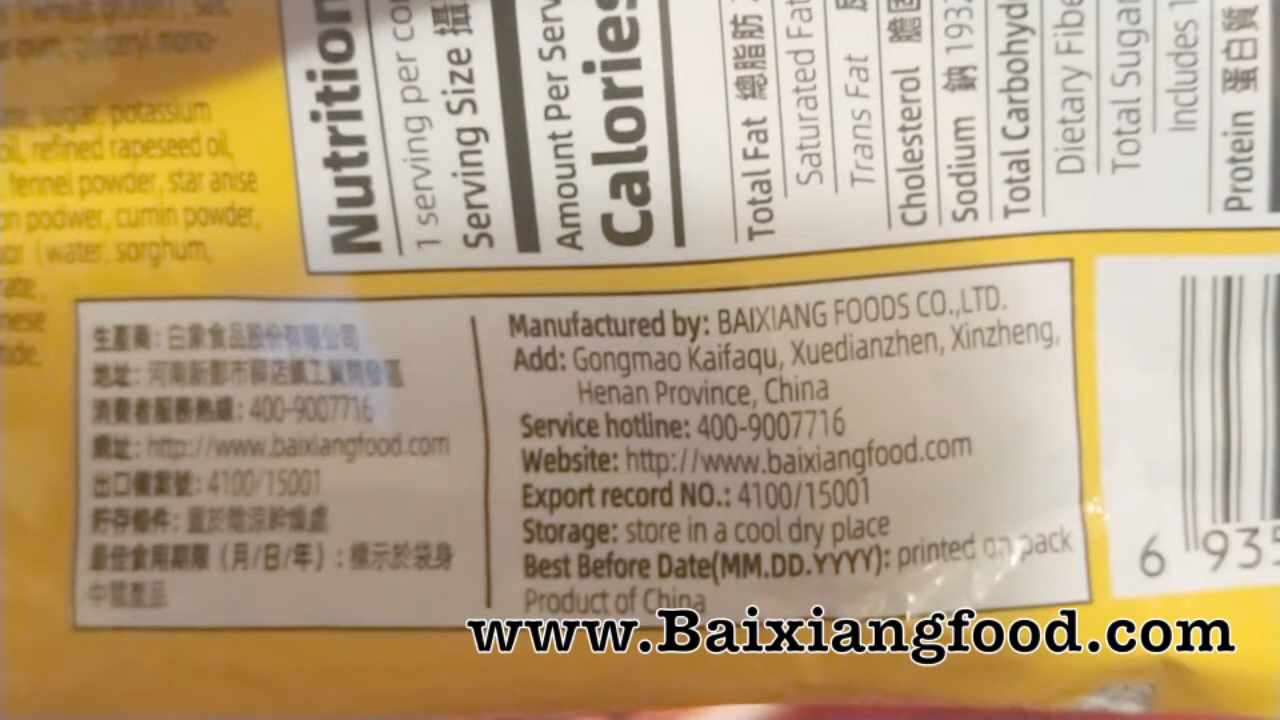 sugar, potassium
oil, refined rapeseed oil,
fennel powder, star anise
podwer, cumin powder,
(water, sorghum,
Nutrition
1 serving per
Serving Size 攝
Amount Per Serv
Calories
Total Fat 總脂肪
Saturated Fat
Trans Fat 反
Cholesterol 膽固
Sodium 鈉 193
Total Carbohyd
Dietary Fibe
Total Sugar
Includes 1
Protein 蛋白質
生產商: 白象食品股份有限公司
地址: 河南新鄭市薛店鎮工貿開發區
消費者服務熱線: 400-9007716
網址: http://www.baixiangfood.com
出口備案號: 4100/15001
貯存條件: 置於陰涼幹燥處
最佳食用期限 (月/日/年) : 標示於袋身
中國產品
Manufactured by: BAIXIANG FOODS CO.,LTD.
Add: Gongmao Kaifaqu, Xuedianzhen, Xinzheng,
Henan Province, China
Service hotline: 400-9007716
Website: http://www.baixiangfood.com
Export record NO.: 4100/15001
Storage: store in a cool dry place
Best Before Date(MM.DD.YYYY): printed on pack
Product of China
6 935
www.Baixiangfood.com